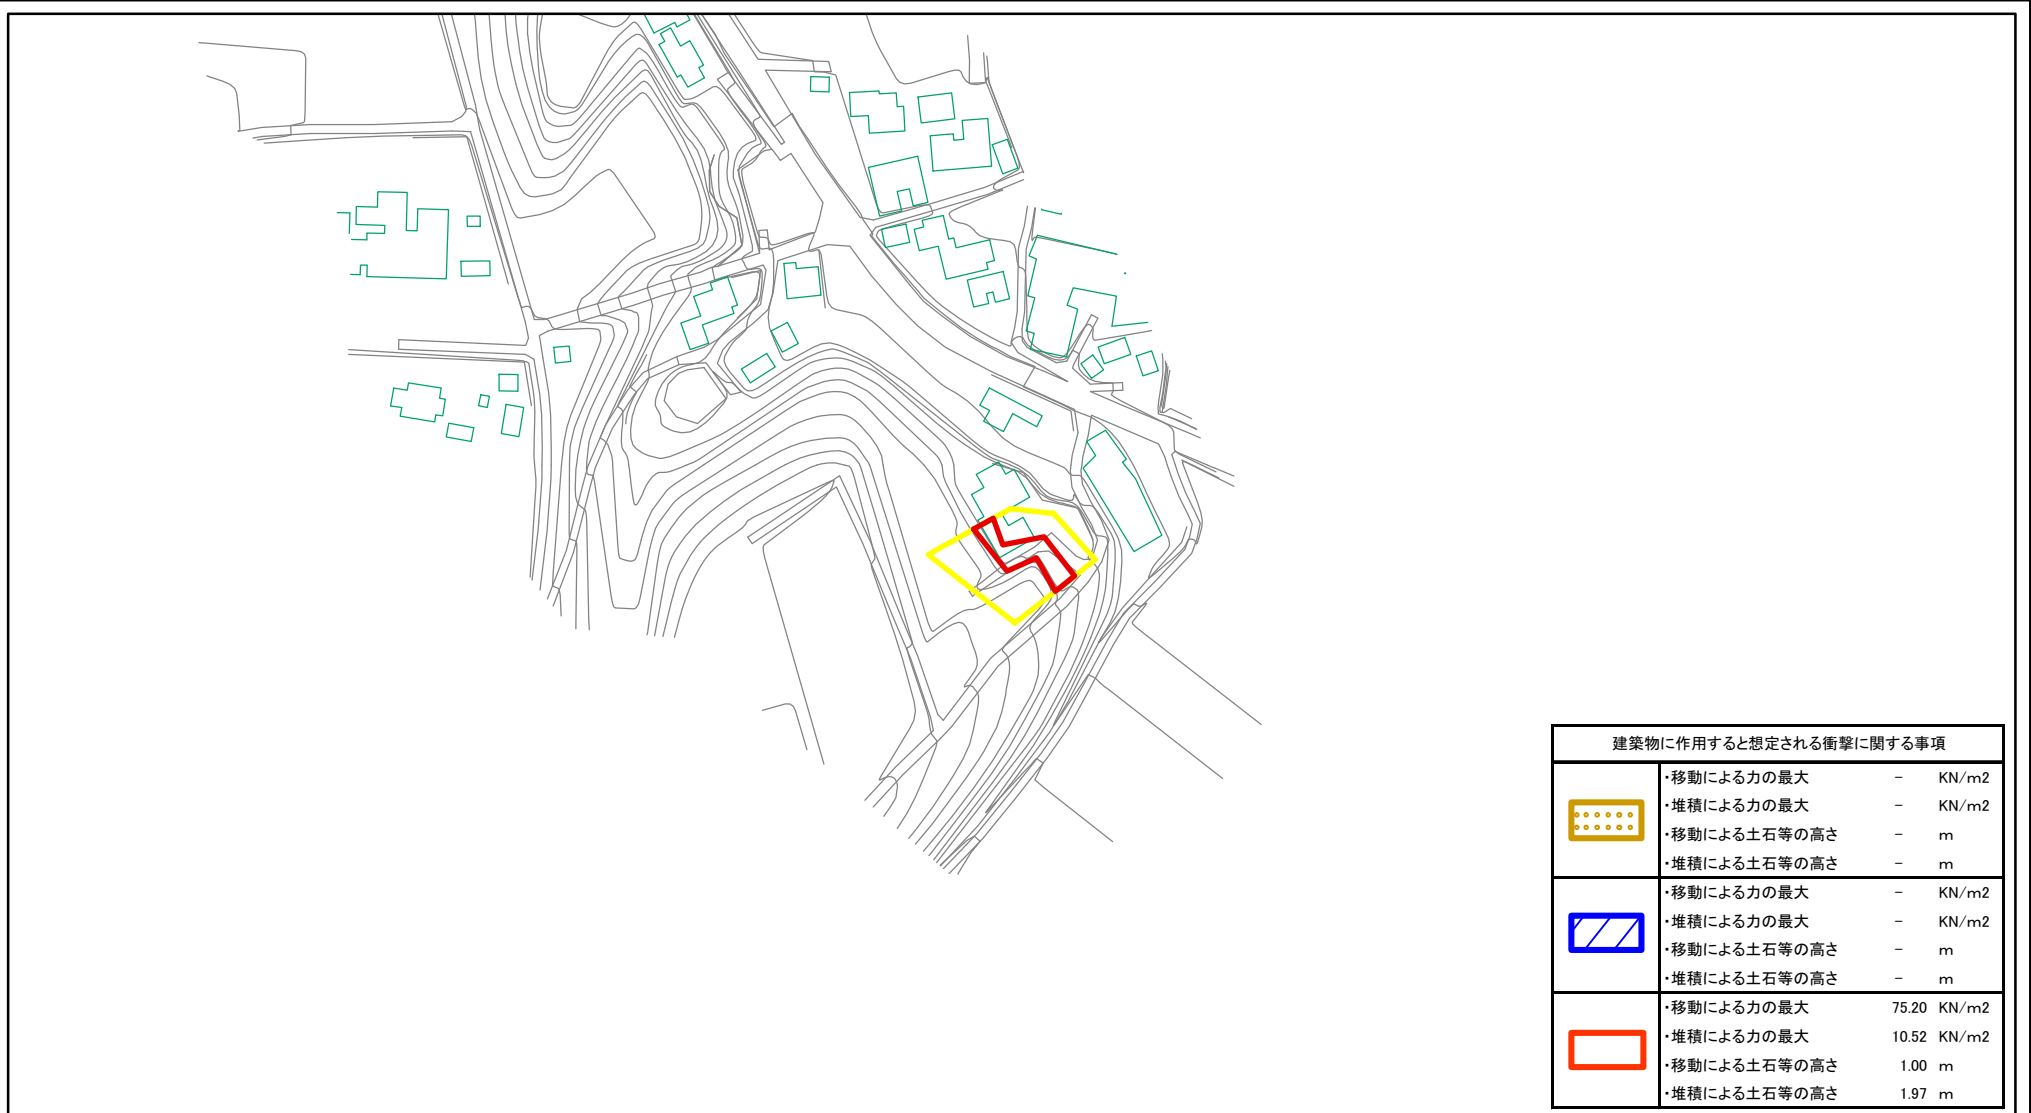 建築物に作用すると想定される衝撃に関する事項
・移動による力の最大 － KN/m2
・堆積による力の最大 － KN/m2
・移動による土石等の高さ － m
・堆積による土石等の高さ － m
・移動による力の最大 － KN/m2
・堆積による力の最大 － KN/m2
・移動による土石等の高さ － m
・堆積による土石等の高さ － m
・移動による力の最大 75.20 KN/m2
・堆積による力の最大 10.52 KN/m2
・移動による土石等の高さ 1.00 m
・堆積による土石等の高さ 1.97 m